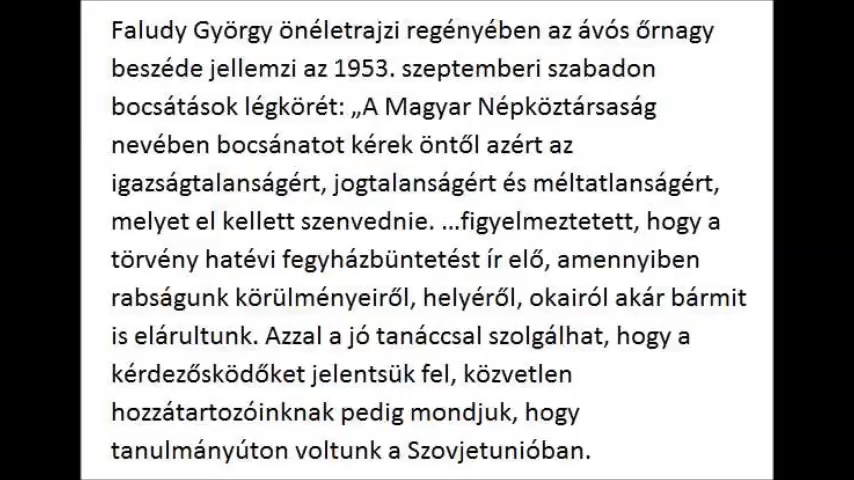 Faludy György önéletrajzi regényében az ávós őrnagy
beszéde jellemzi az 1953. szeptemberi szabadon
bocsátások légkörét: „A Magyar Népköztársaság
nevében bocsánatot kérek öntől azért az
igazságtalanságért, jogtalanságért és méltatlanságért,
melyet el kellett szenvednie. ...figyelmeztetett, hogy a
törvény hatévi fegyházbüntetést ír elő, amennyiben
rabságunk körülményeiről, helyéről, okairól akár bármit
is elárultunk. Azzal a jó tanáccsal szolgálhat, hogy a
kérdezősködőket jelentsük fel, közvetlen
hozzátartozóinknak pedig mondjuk, hogy
tanulmányúton voltunk a Szovjetunióban.